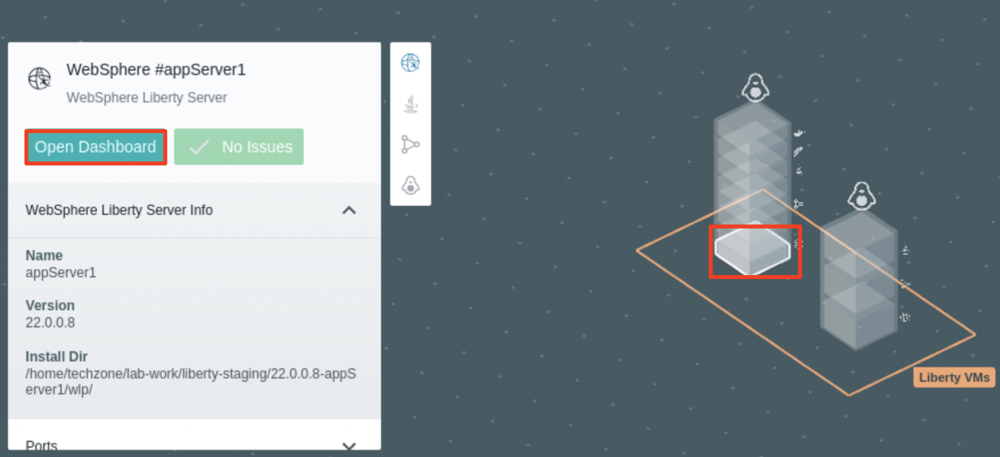 WebSphere #appServer1
WebSphere Liberty Server
Open Dashboard
No Issues
WebSphere Liberty Server Info
Name
appServer1
Version
22.0.0.8
Install Dir
/home/techzone/lab-work/liberty-staging/22.0.0.8-appS
erver1/wlp/
Ports
Liberty VMs